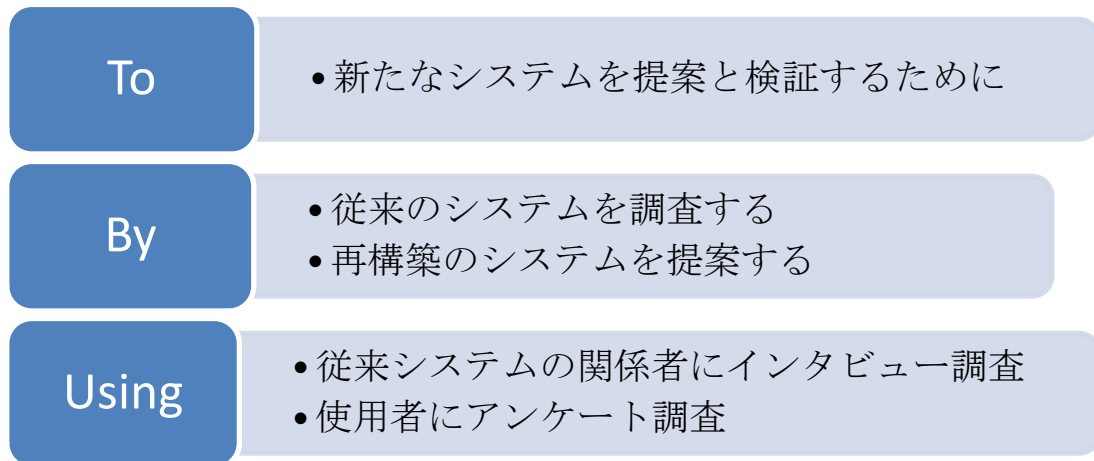 To
•新たなシステムを提案と検証するために
By
•従来のシステムを調査する
•再構築のシステムを提案する
Using
•従来システムの関係者にインタビュー調査
•使用者にアンケート調査